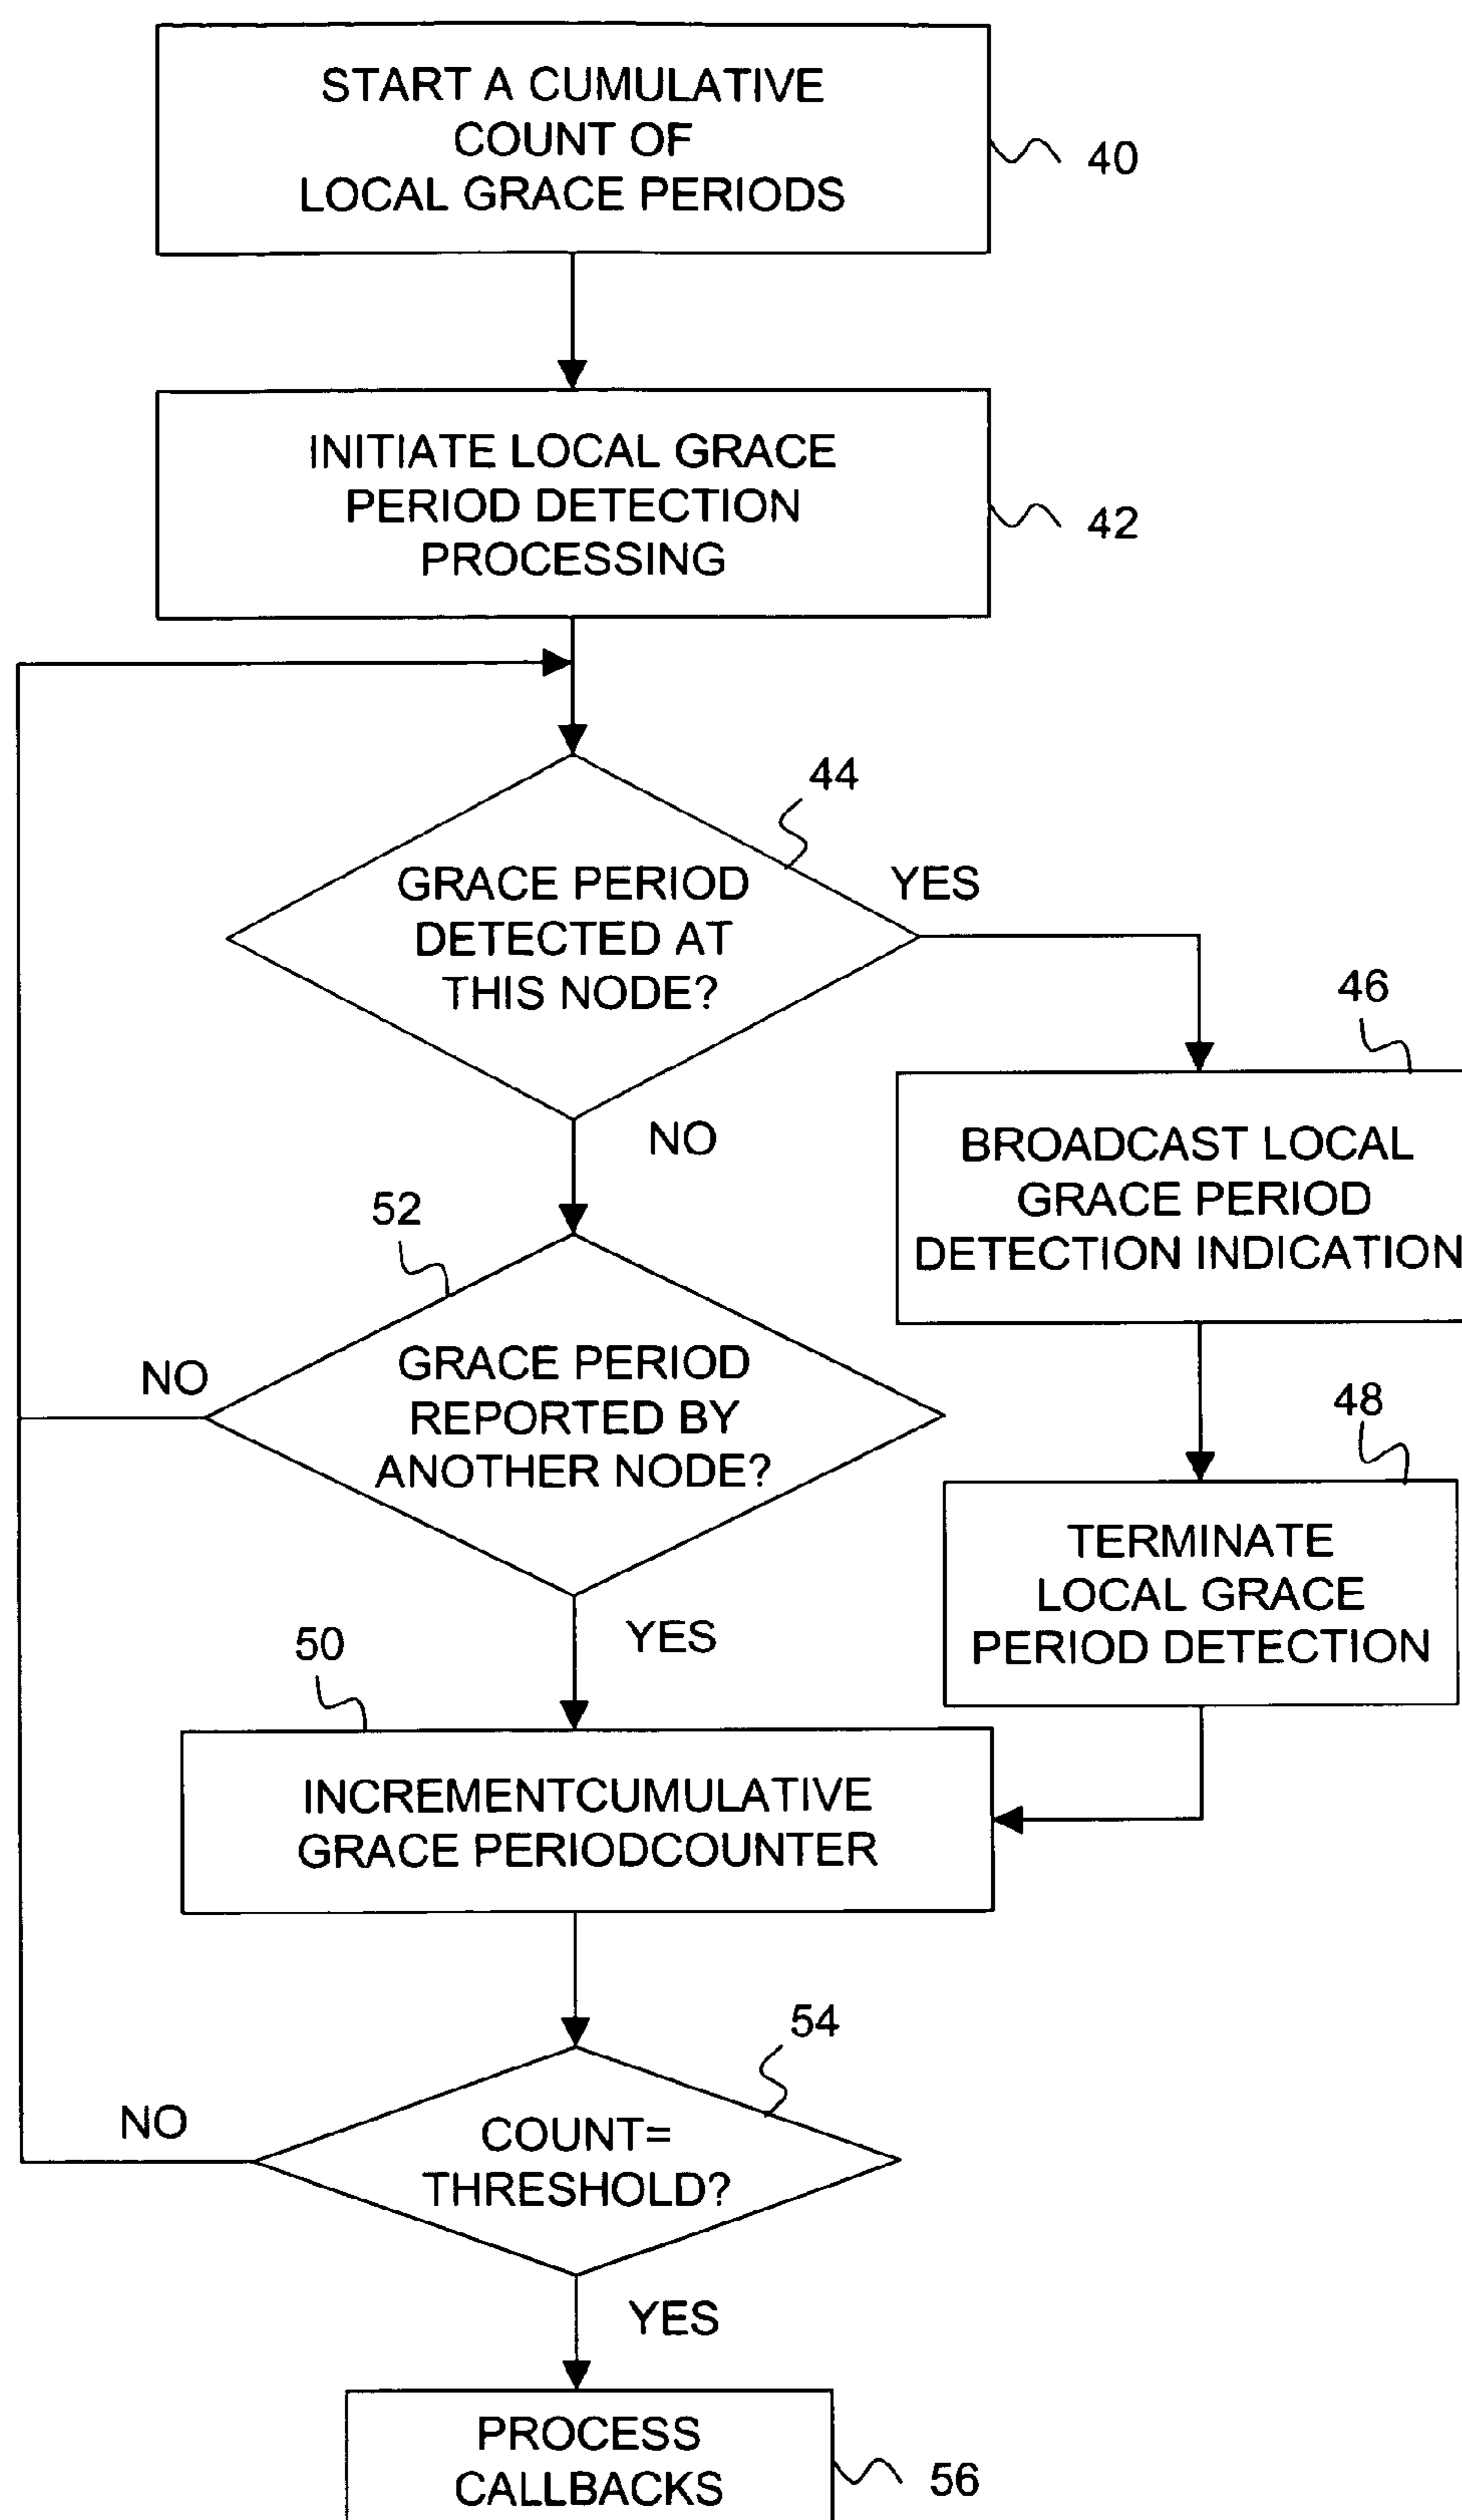 START A CUMULATIVE
COUNT OF
LOCAL GRACE PERIODS
40
INITIATE LOCAL GRACE
PERIOD DETECTION
PROCESSING
42
44
GRACE PERIOD
DETECTED AT
THIS NODE?
YES
NO
46
BROADCAST LOCAL
GRACE PERIOD
DETECTION INDICATION
52
GRACE PERIOD
REPORTED BY
ANOTHER NODE?
NO
YES
48
TERMINATE
LOCAL GRACE
PERIOD DETECTION
50
INCREMENTCUMULATIVE
GRACE PERIODCOUNTER
54
COUNT=
THRESHOLD?
NO
YES
PROCESS
CALLBACKS
56